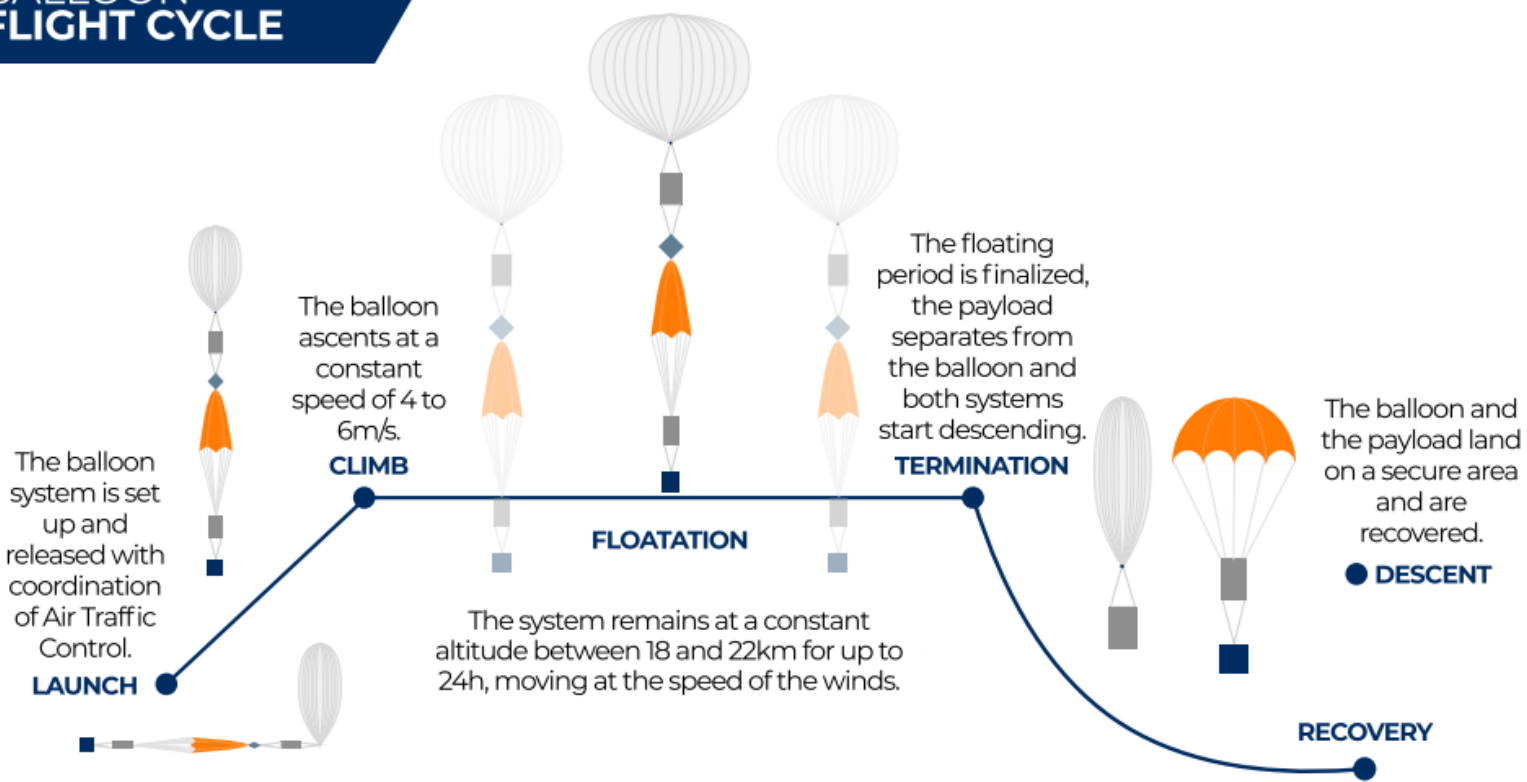 BALLOON
FLIGHT CYCLE
The balloon
system is set
up and
released with
coordination
of Air Traffic
Control.
LAUNCH
The balloon
ascents at a
constant
speed of 4 to
6m/s.
CLIMB
FLOATATION
The system remains at a constant
altitude between 18 and 22km for up to
24h, moving at the speed of the winds.
The floating
period is finalized,
the payload
separates from
the balloon and
both systems
start descending.
TERMINATION
The balloon and
the payload land
on a secure area
and are
recovered.
DESCENT
RECOVERY